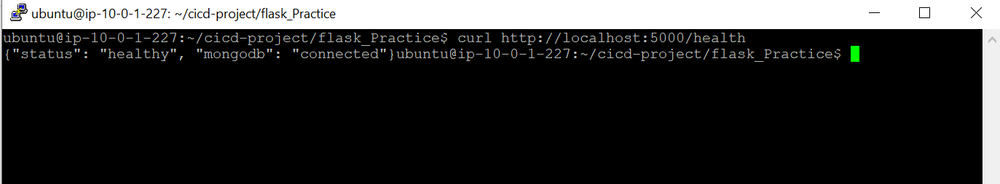 ubuntu@ip-10-0-1-227: ~/cicd-project/flask_Practice
ubuntu@ip-10-0-1-227:~/cicd-project/flask_Practice$ curl http://localhost:5000/health
{"status": "healthy", "mongodb": "connected"}ubuntu@ip-10-0-1-227:~/cicd-project/flask_Practice$